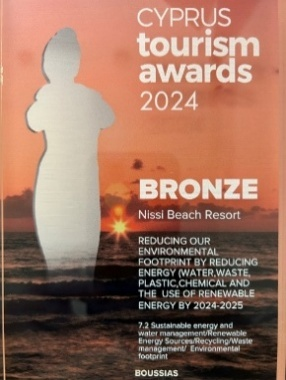 CYPRUS
tourism
awards
2024
BRONZE
Nissi Beach Resort
REDUCING OUR
ENVIRONMENTAL
FOOTPRINT BY REDUCING
ENERGY (WATER,WASTE,
PLASTIC,CHEMICAL AND
THE USE OF RENEWABLE
ENERGY BY 2024-2025
7.2 Sustainable energy and
water management/Renewable
Energy Sources/Recycling/Waste
management/ Environmental
footprint
BOUSSIAS